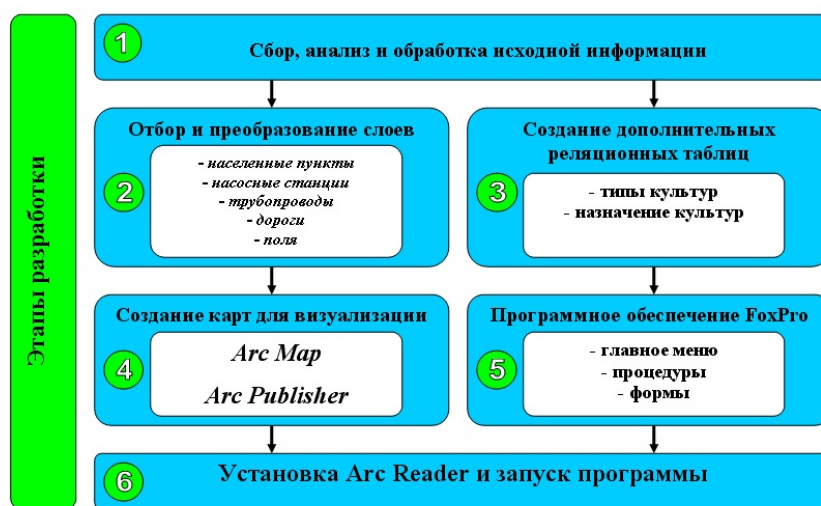 Этапы разработки
1
Сбор, анализ и обработка исходной информации
Отбор и преобразование слоев
2
- населенные пункты
- насосные станции
- трубопроводы
- дороги
- поля
Создание дополнительных
реляционных таблиц
3
- типы культур
- назначение культур
Создание карт для визуализации
4
Arc Map
Arc Publisher
Программное обеспечение FoxPro
5
- главное меню
- процедуры
- формы
6
Установка Arc Reader и запуск программы